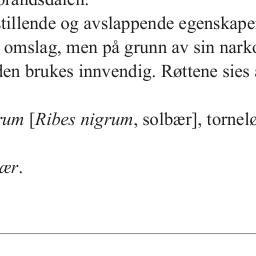 brandsdalen.
stillende og avslappende egenskape
omslag, men på grunn av sin narko
den brukes innvendig. Røttene sies
rum [Ribes nigrum, solbær], tornelø
ær.